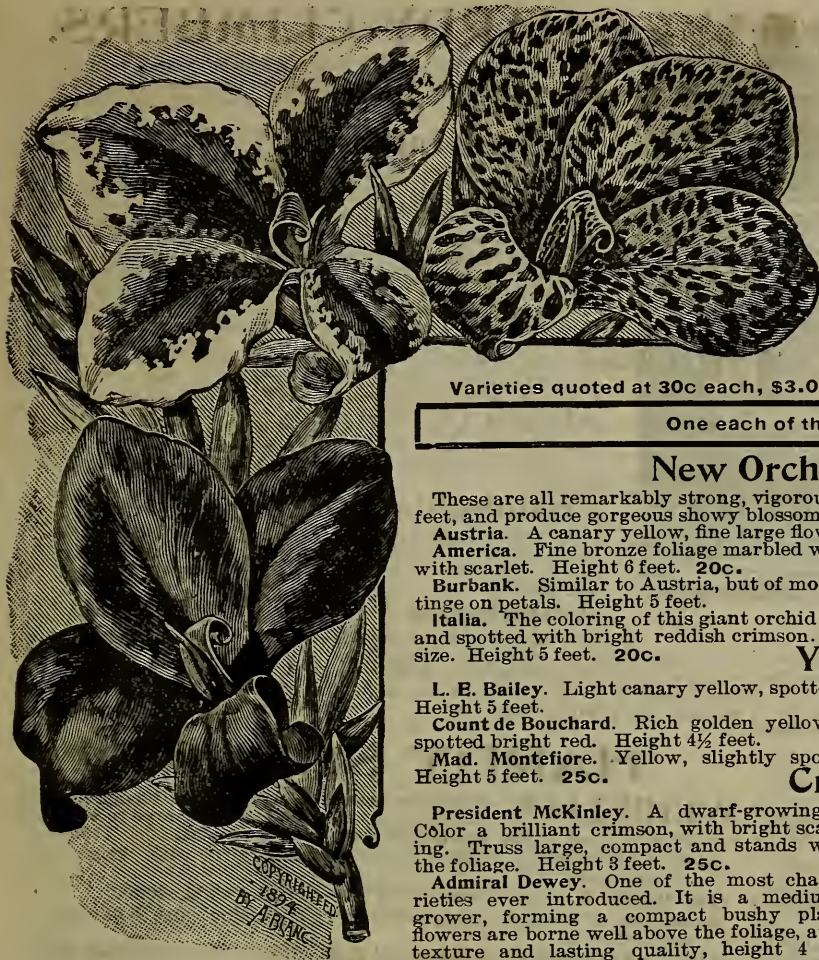 Varieties quoted at 30c each, $3.0
One each of th
New Orch
These are all remarkably strong, vigorou
feet, and produce gorgeous showy blossom
Austria. A canary yellow, fine large flow
America. Fine bronze foliage marbled w
with scarlet. Height 6 feet. 20c.
Burbank. Similar to Austria, but of mo
tinge on petals. Height 5 feet.
Italia. The coloring of this giant orchid
and spotted with bright reddish crimson.
size. Height 5 feet. 20c.
Y
L. E. Bailey. Light canary yellow, spott
Height 5 feet.
Count de Bouchard. Rich golden yellow
spotted bright red. Height 4½ feet.
Mad. Montefiore. Yellow, slightly spo
Height 5 feet. 25c.
Cr
President McKinley. A dwarf-growing
Color a brilliant crimson, with bright sca
ing. Truss large, compact and stands w
the foliage. Height 3 feet. 25c.
Admiral Dewey. One of the most cha
rieties ever introduced. It is a mediu
grower, forming a compact bushy pla
flowers are borne well above the foliage, a
texture and lasting quality, height 4
COPYRIGHTEED
1894
BY A BLANC